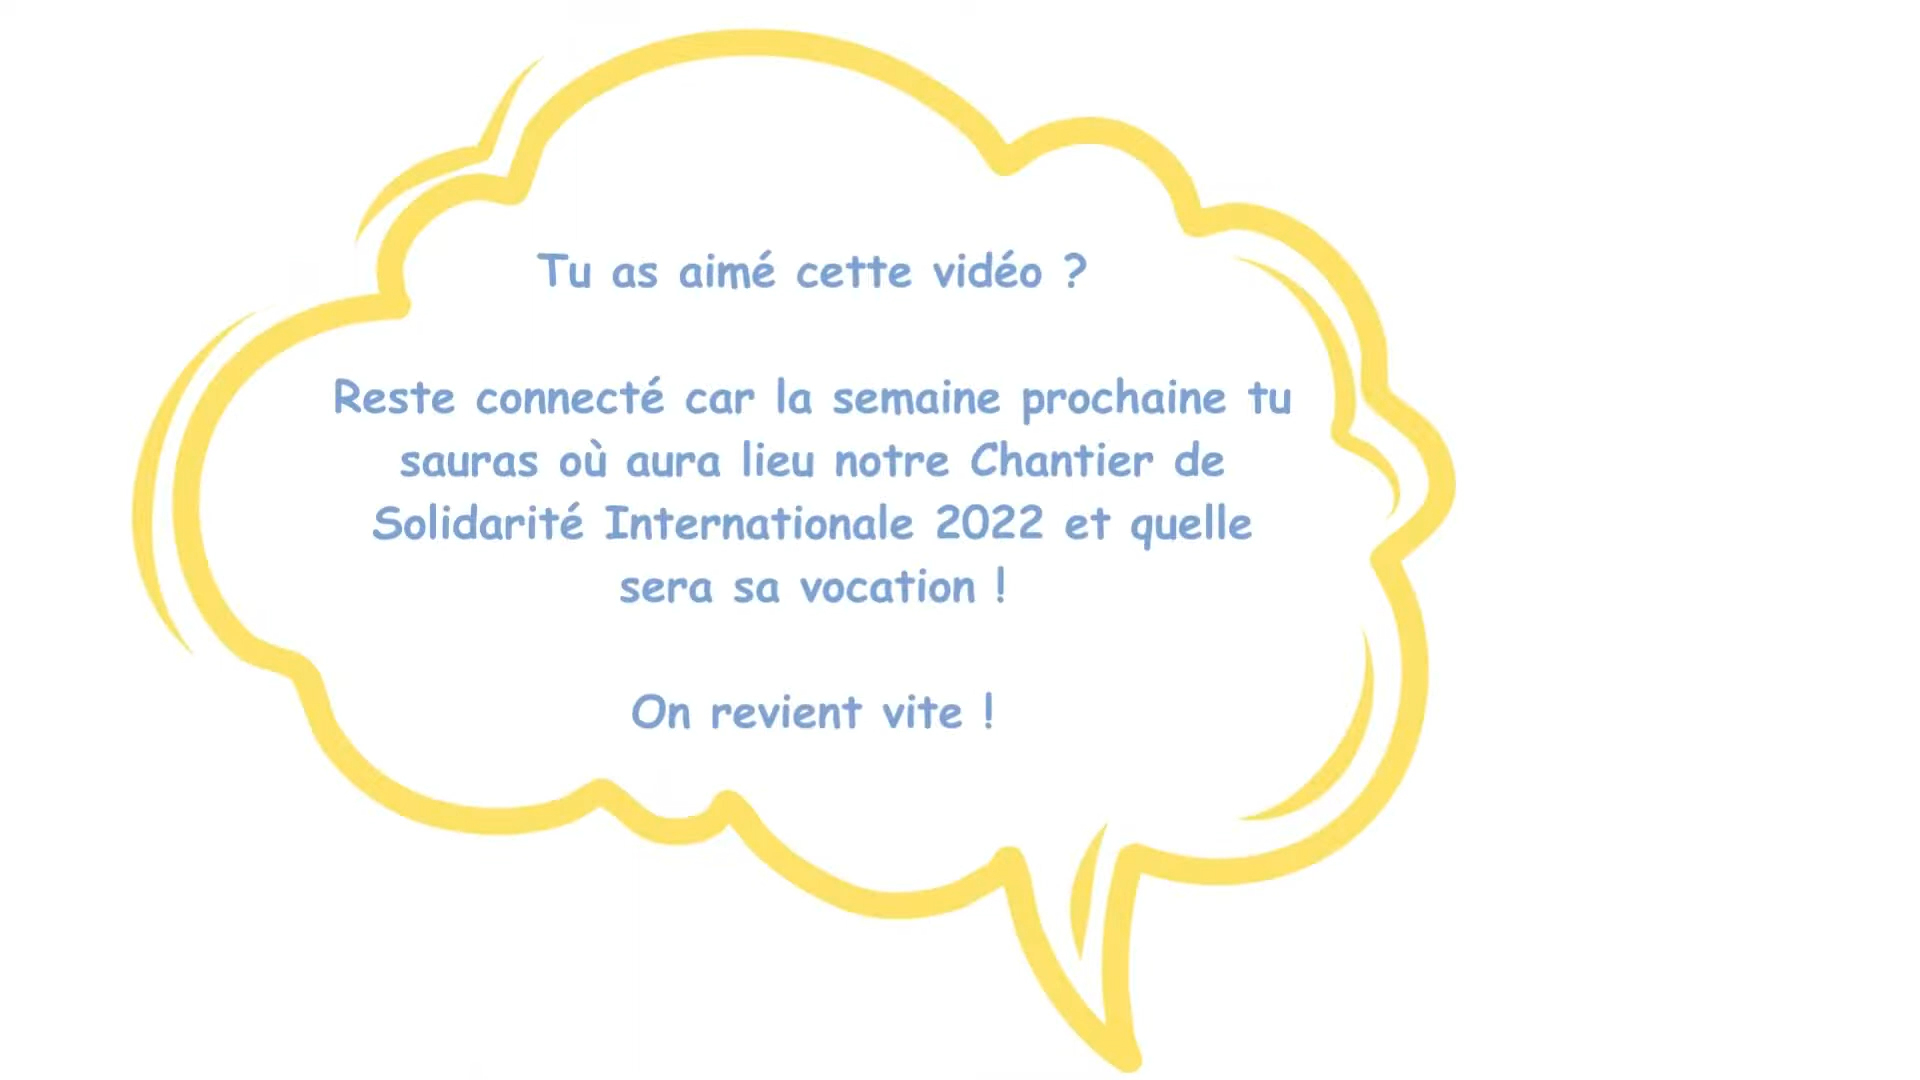 Tu as aimé cette vidéo ?
Reste connecté car la semaine prochaine tu
sauras où aura lieu notre Chantier de
Solidarité Internationale 2022 et quelle
sera sa vocation !
On revient vite !